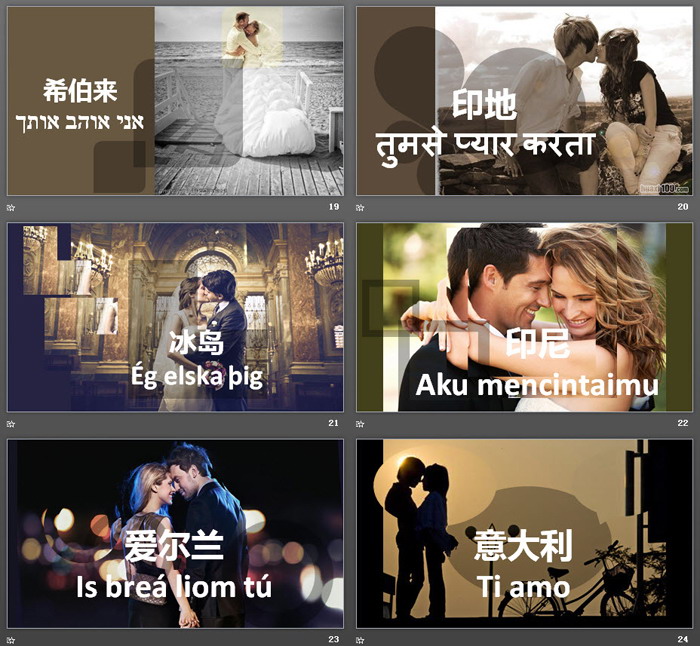 希伯来
אני אוהב אותך
19
印地
तुमसे प्यार करता
20
冰岛
Ég elska þig
21
印尼
Aku mencintaimu
22
爱尔兰
Is breá liom tú
23
意大利
Ti amo
24